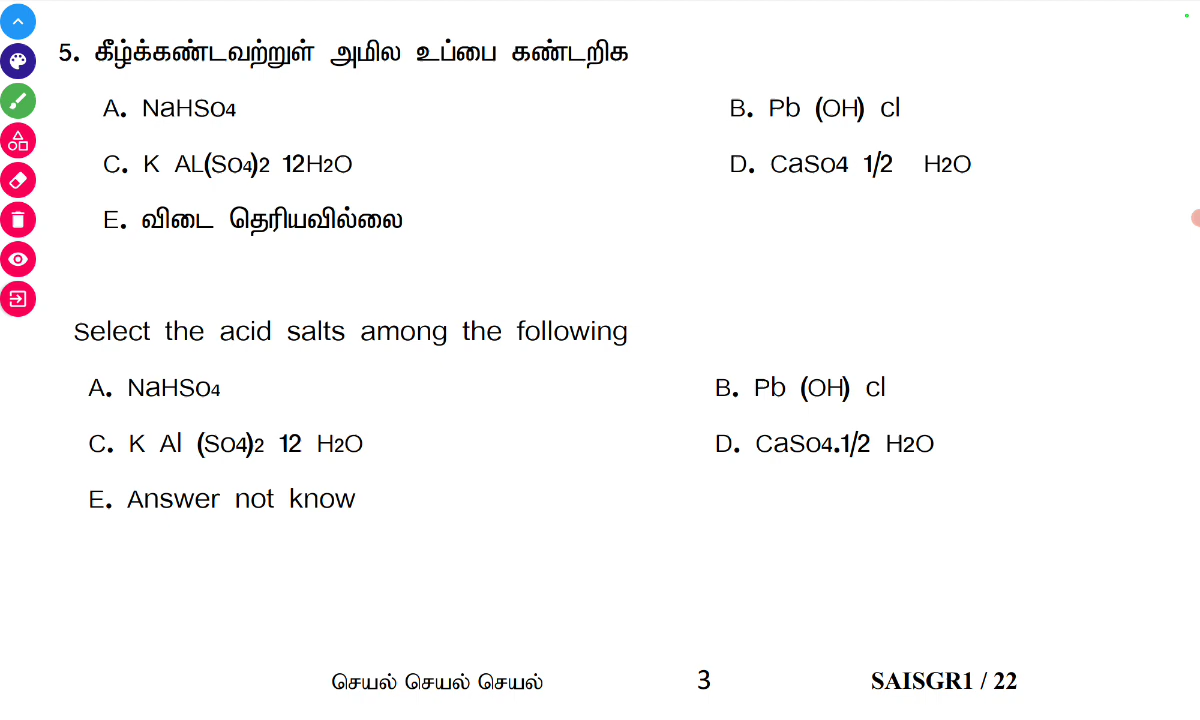 5. கீழ்க்கண்டவற்றுள் அமில உப்பை கண்டறிக
A. NaHSo4 B. Pb (OH) cl
C. K AL(So4)2 12H2O D. CaSo4 1/2 H2O
E. விடை தெரியவில்லை
Select the acid salts among the following
A. NaHSo4 B. Pb (OH) cl
C. K Al (So4)2 12 H2O D. CaSo4.1/2 H2O
E. Answer not know
செயல் செயல் செயல் 3 SAISGR1 / 22